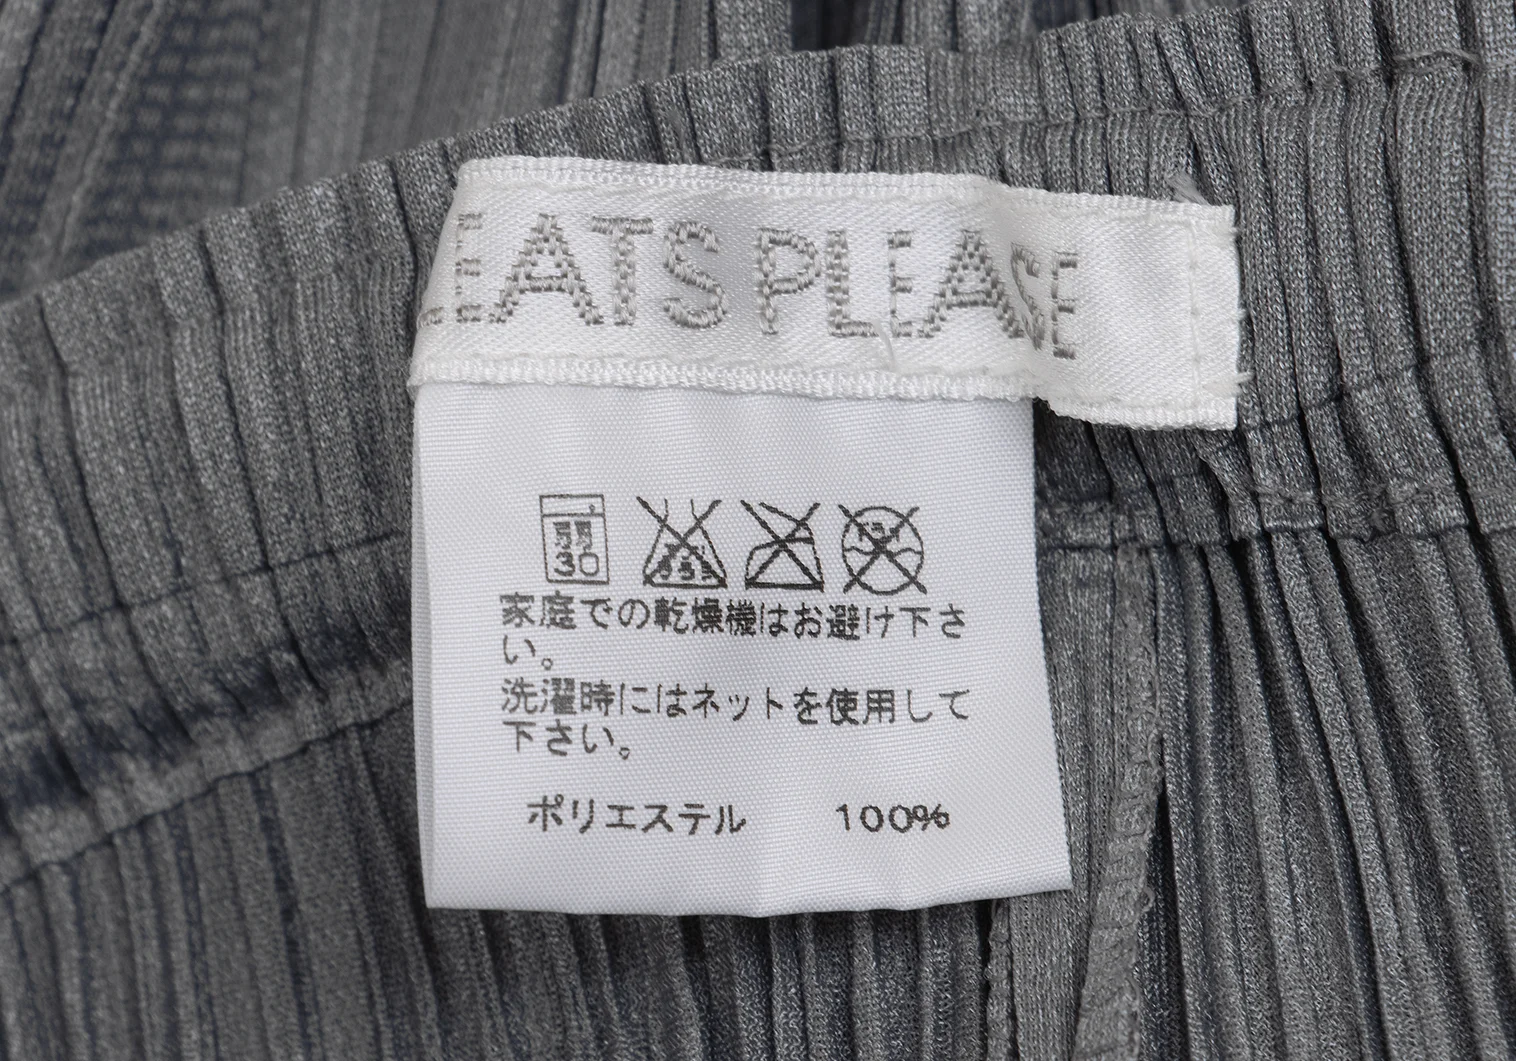 LEATS PLEASE
弱
30
家庭での乾燥機はお避け下さ
い。
洗濯時にはネットを使用して
下さい。
ポリエステル 100%